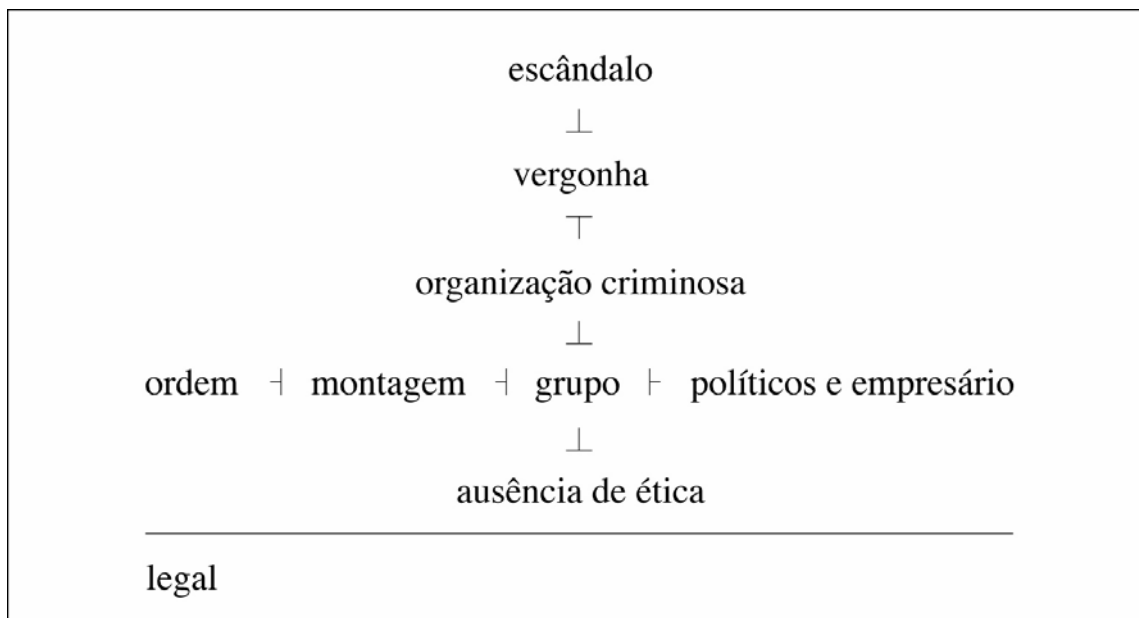 escândalo
⊥
vergonha
⊤
organização criminosa
⊥
ordem ⊣ montagem ⊣ grupo ⊢ políticos e empresário
⊥
ausência de ética
legal